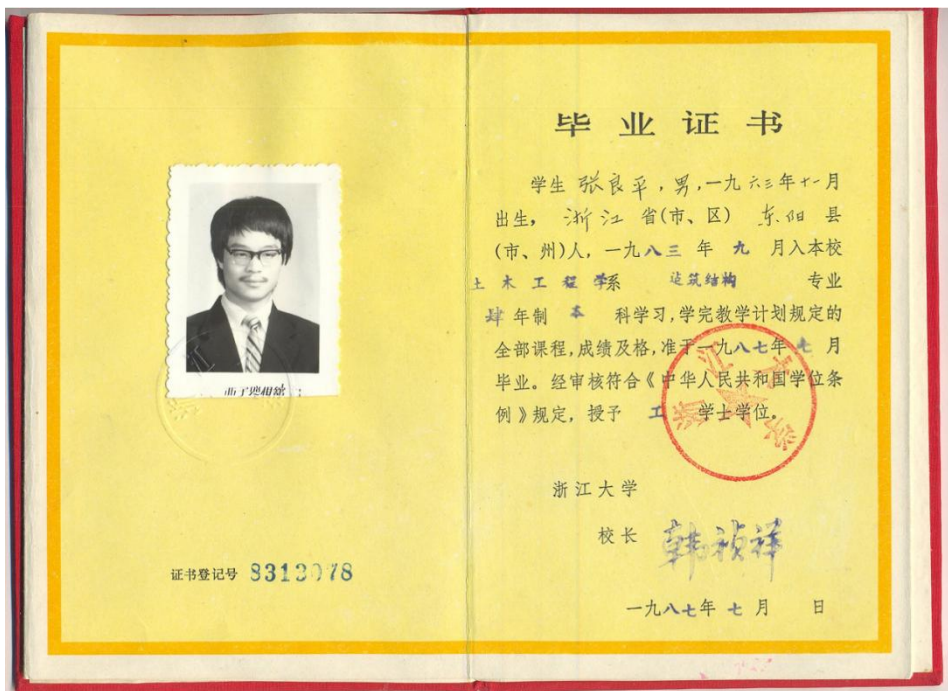 证书登记号 8313078
毕业证书
学生 张良平，男，一九六三年十一月
出生， 浙江 省(市、区) 东阳 县
(市、州)人，一九八三 年 九 月入本校
土木工程学系 建筑结构 专业
肆年制 本 科学习，学完教学计划规定的
全部课程，成绩及格，准于一九八七年七月
毕业。经审核符合《中华人民共和国学位条
例》规定，授予 工 学士学位。
浙江大学
校长 韩祯祥
一九八七年七月 日
浙江大学